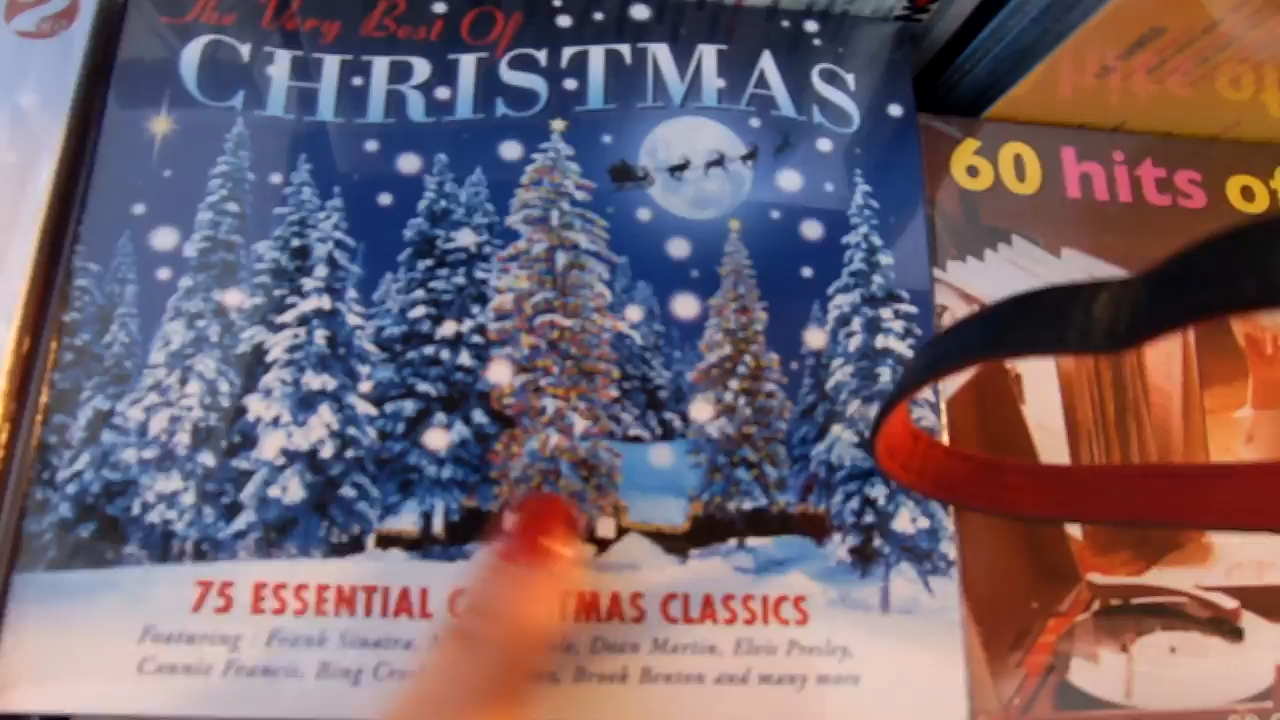 The Very Best Of
CHRISTMAS
75 ESSENTIAL C TMAS CLASSICS
Featuring : Frank Sinatra, Dean Martin, Elvis Presley,
Connie Francis, Bing Brook Benton and many more
60 hits of